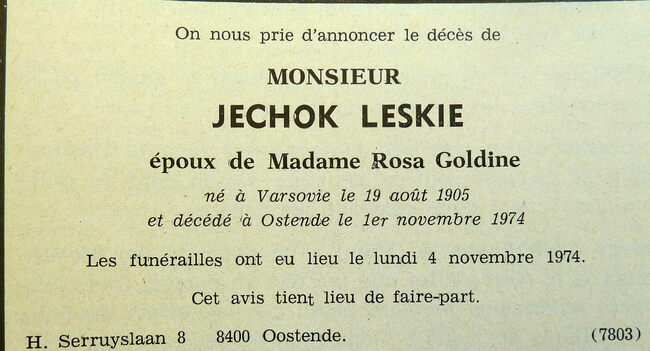 On nous prie d'annoncer le décès de
MONSIEUR
JECHOK LESKIE
époux de Madame Rosa Goldine
né à Varsovie le 19 août 1905
et décédé à Ostende le 1er novembre 1974
Les funérailles ont eu lieu le lundi 4 novembre 1974.
Cet avis tient lieu de faire-part.
H. Serruyslaan 8 8400 Oostende. (7803)